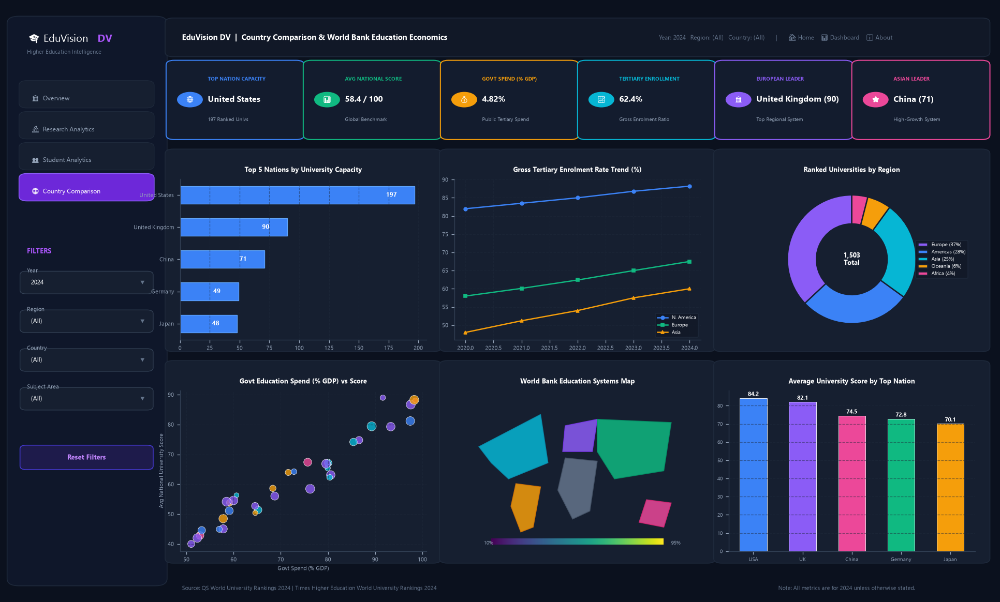 EduVision DV
Higher Education Intelligence
Overview
Research Analytics
Student Analytics
Country Comparison
FILTERS
Year
2024
Region
(All)
Country
(All)
Subject Area
(All)
Reset Filters
EduVision DV | Country Comparison & World Bank Education Economics
Year: 2024 Region: (All) Country: (All) | Home Dashboard About
TOP NATION CAPACITY
United States
197 Ranked Univs
AVG NATIONAL SCORE
58.4 / 100
Global Benchmark
GOVT SPEND (% GDP)
4.82%
Public Tertiary Spend
TERTIARY ENROLLMENT
62.4%
Gross Enrolment Ratio
EUROPEAN LEADER
United Kingdom (90)
Top Regional System
ASIAN LEADER
China (71)
High-Growth System
Top 5 Nations by University Capacity
United States 197
United Kingdom 90
China 71
Germany 49
Japan 48
0 25 50 75 100 125 150 175 200
Gross Tertiary Enrolment Rate Trend (%)
90
85
80
75
70
65
60
55
50
N. America
Europe
Asia
2020.0 2020.5 2021.0 2021.5 2022.0 2022.5 2023.0 2023.5 2024.0
Ranked Universities by Region
1,503
Total
Europe (37%)
Americas (28%)
Asia (25%)
Oceania (6%)
Africa (4%)
Govt Education Spend (% GDP) vs Score
Avg National University Score
90
80
70
60
50
40
50 60 70 80 90 100
Govt Spend (% GDP)
World Bank Education Systems Map
10% 95%
Average University Score by Top Nation
84.2 82.1 74.5 72.8 70.1
80
70
60
50
40
30
20
10
0
USA UK China Germany Japan
Source: QS World University Rankings 2024 | Times Higher Education World University Rankings 2024
Note: All metrics are for 2024 unless otherwise stated.